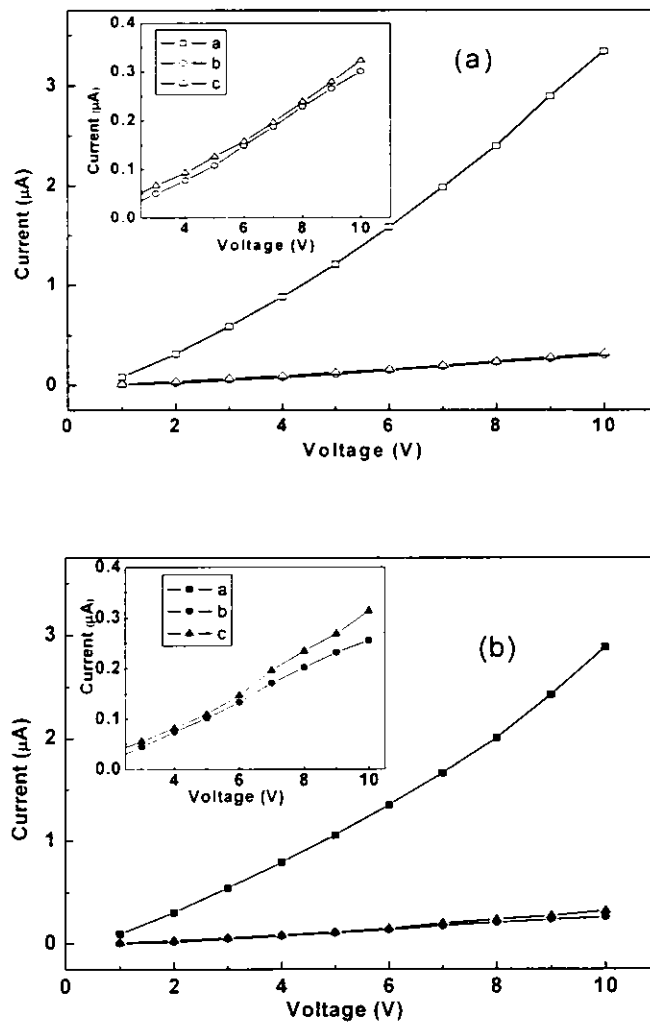 0.4
0.3
0.2
0.1
0.0
Current (μA)
a
b
c
4 6 8 10
Voltage (V)
(a)
3
2
1
0
Current (μA)
0 2 4 6 8 10
Voltage (V)
0.4
0.3
0.2
0.1
0.0
Current (μA)
a
b
c
4 6 8 10
Voltage (V)
(b)
3
2
1
0
Current (μA)
0 2 4 6 8 10
Voltage (V)